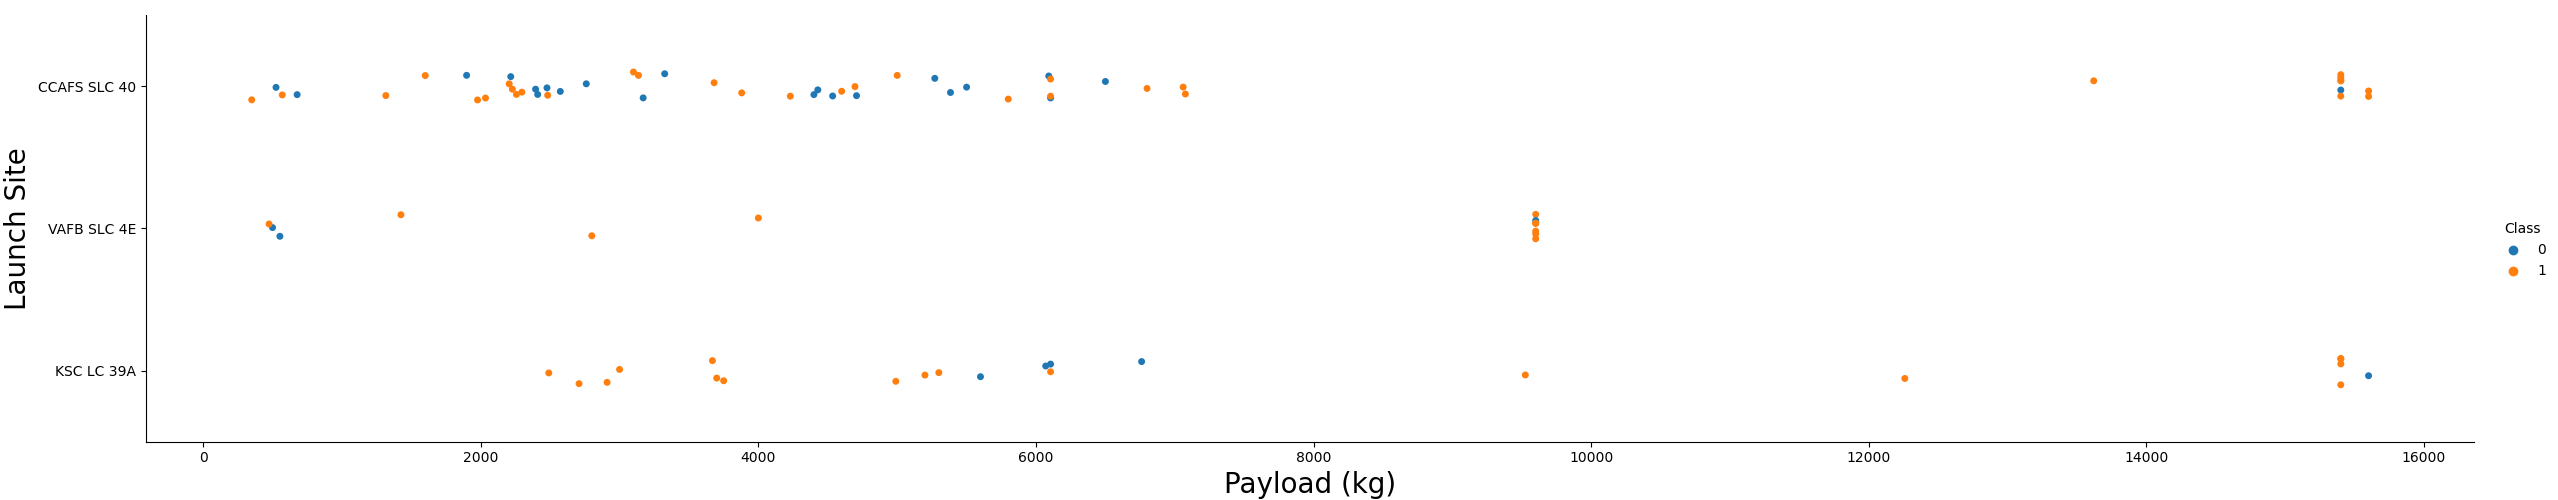 Launch Site
CCAFS SLC 40
VAFB SLC 4E
KSC LC 39A
0 2000 4000 6000 8000 10000 12000 14000 16000
Payload (kg)
Class
0
1